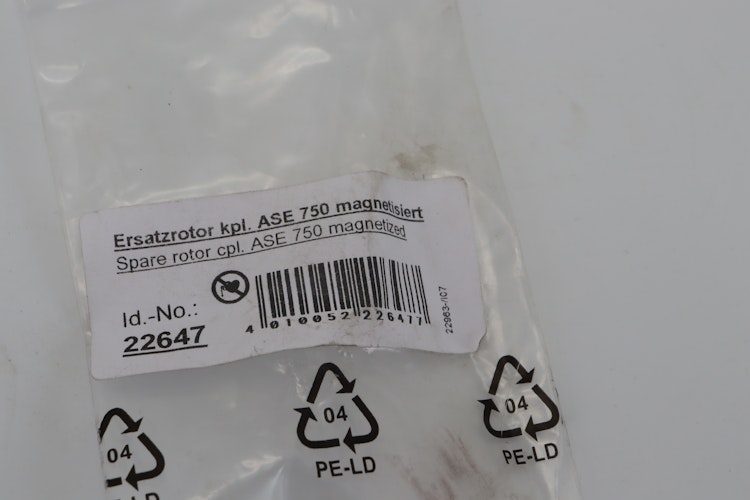 Ersatzrotor kpl. ASE 750 magnetisiert
Spare rotor cpl. ASE 750 magnetized
Id.-No.:
22647
4 010052 226477
22963-/I07
04
PE-LD
04
PE-LD
04